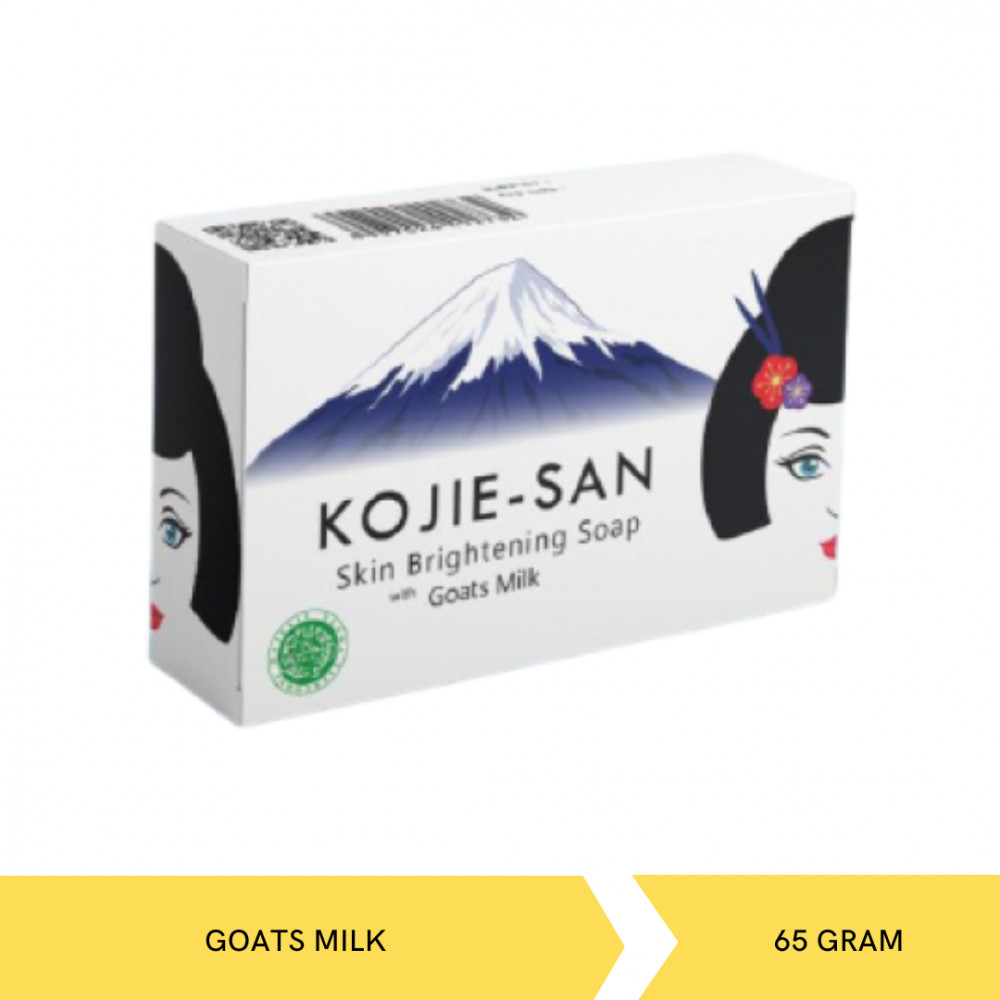 KOJIE-SAN
Skin Brightening Soap
with Goats Milk
GOATS MILK
65 GRAM